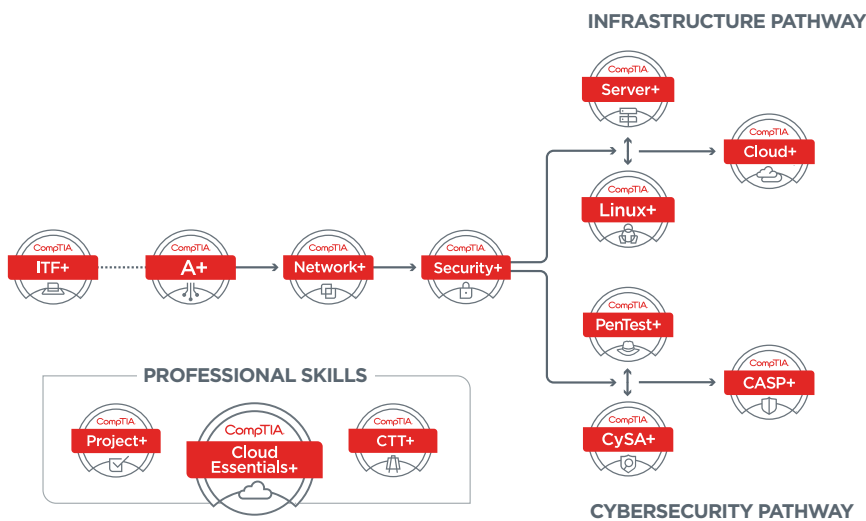 INFRASTRUCTURE PATHWAY
CompTIA
Server+
CompTIA
Cloud+
CompTIA
Linux+
CompTIA
ITF+
CompTIA
A+
CompTIA
Network+
CompTIA
Security+
CompTIA
PenTest+
CompTIA
CASP+
CompTIA
CySA+
PROFESSIONAL SKILLS
CompTIA
Project+
CompTIA
Cloud
Essentials+
CompTIA
CTT+
CYBERSECURITY PATHWAY